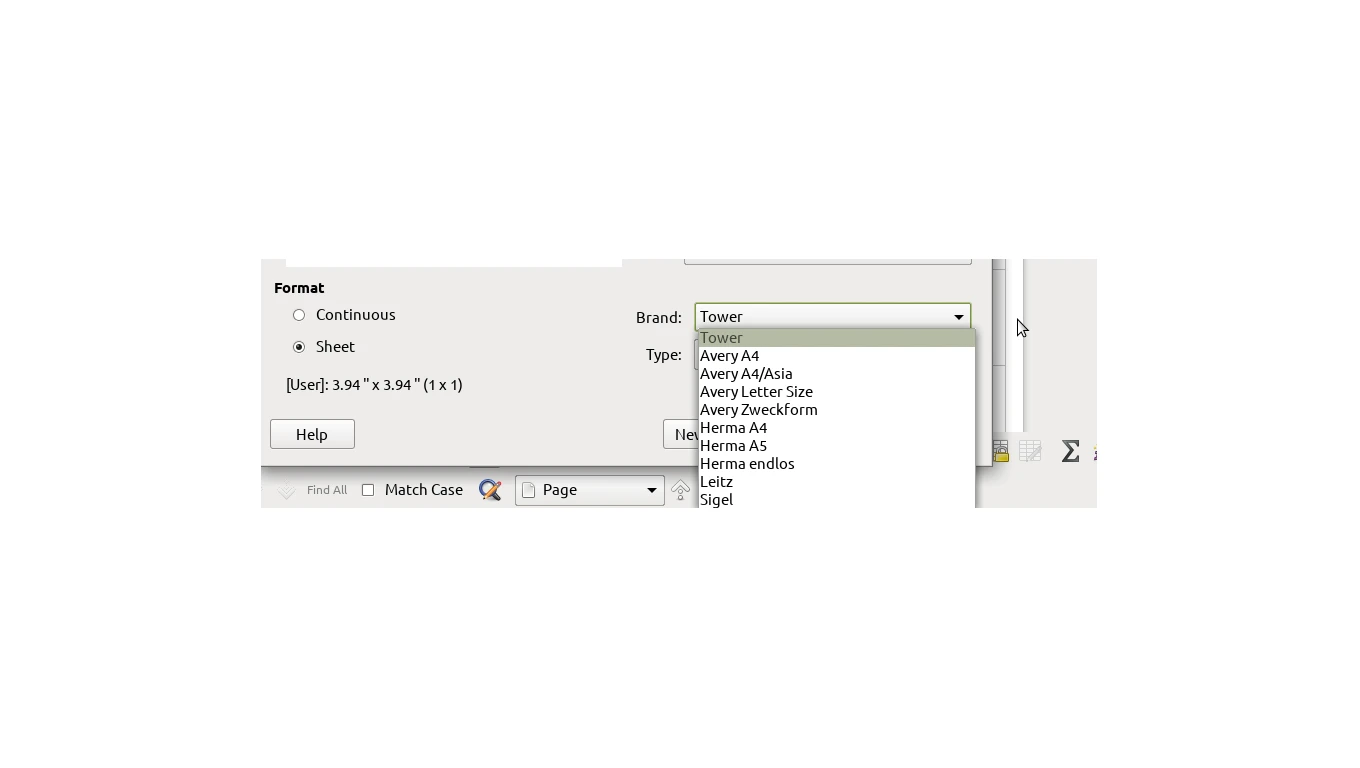 Format
Continuous
Sheet
[User]: 3.94 " x 3.94 " (1 x 1)
Brand: Tower
Type:
Tower
Avery A4
Avery A4/Asia
Avery Letter Size
Avery Zweckform
Herma A4
Herma A5
Herma endlos
Leitz
Sigel
Help
Find All
Match Case
Page